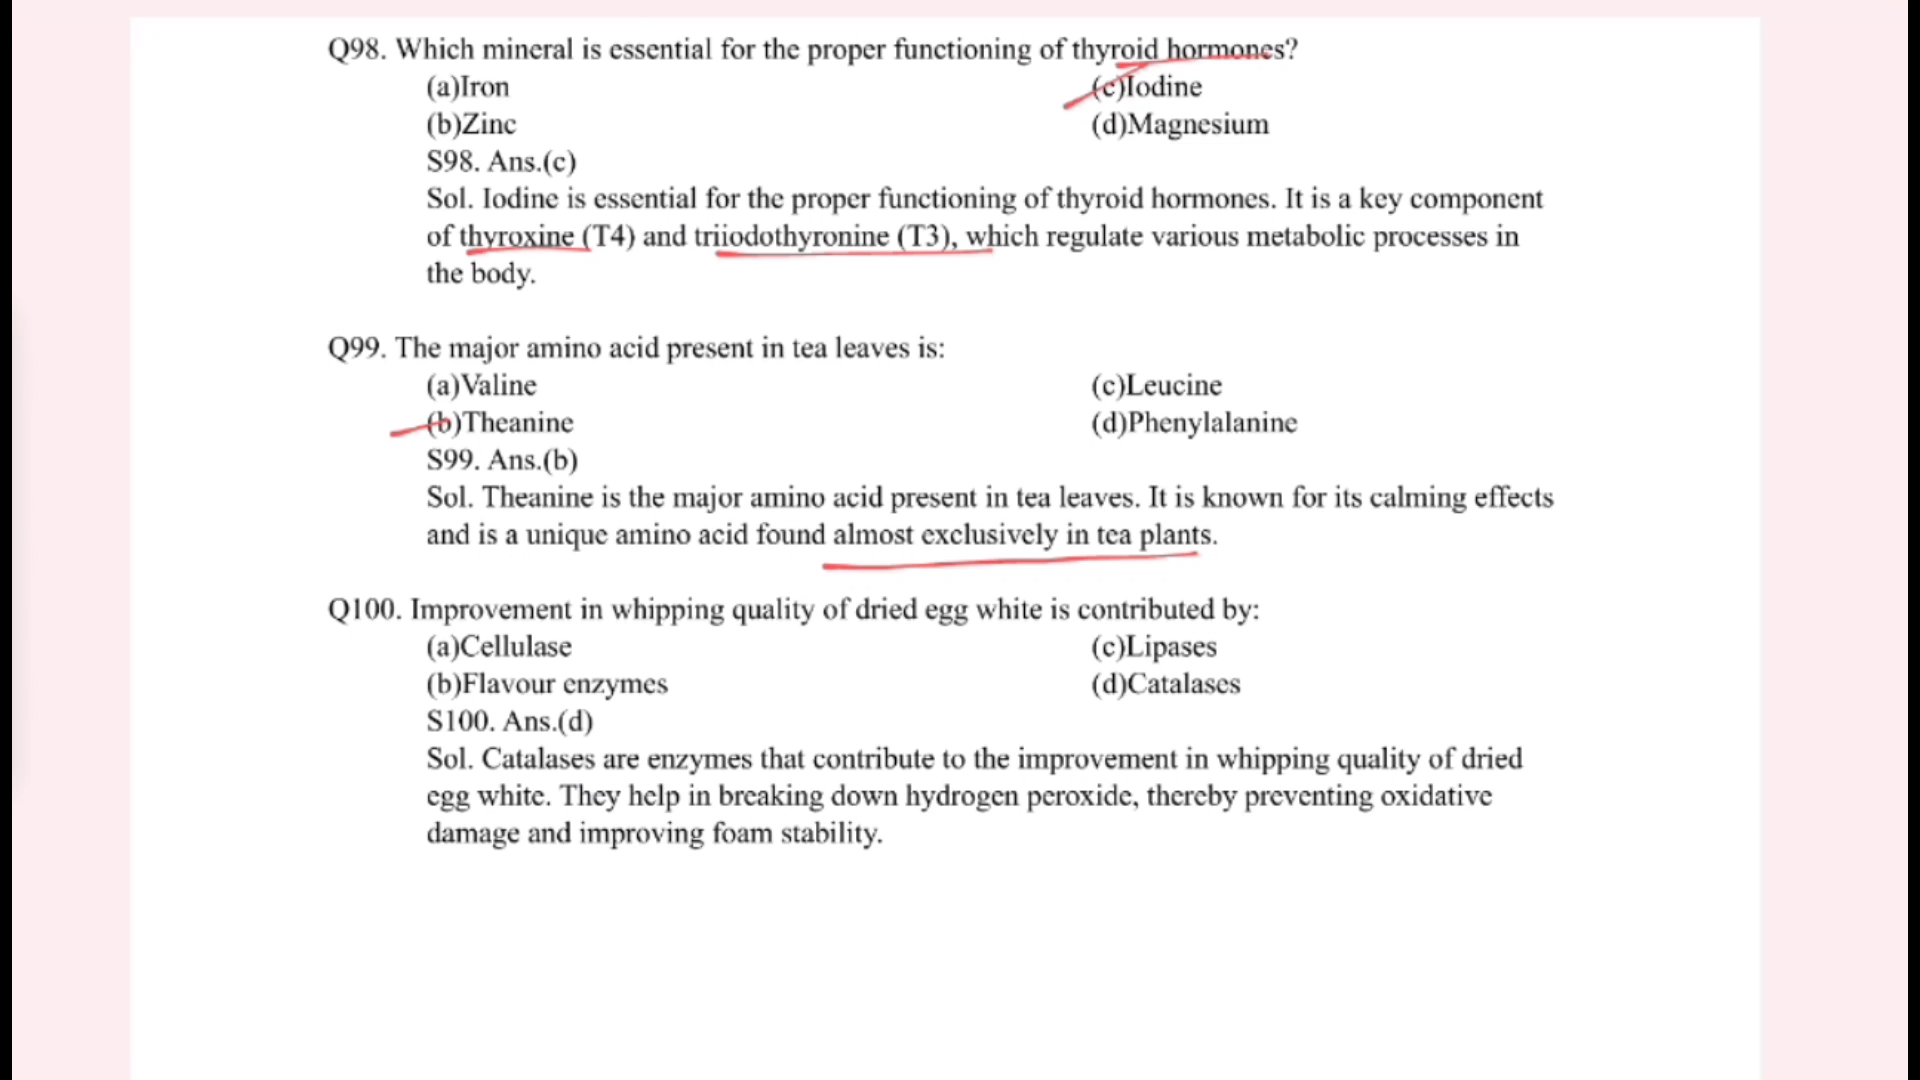 Q98. Which mineral is essential for the proper functioning of thyroid hormones?
(a)Iron
(c)Iodine
(b)Zinc
(d)Magnesium
S98. Ans.(c)
Sol. Iodine is essential for the proper functioning of thyroid hormones. It is a key component
of thyroxine (T4) and triiodothyronine (T3), which regulate various metabolic processes in
the body.
Q99. The major amino acid present in tea leaves is:
(a)Valine
(c)Leucine
(b)Theanine
(d)Phenylalanine
S99. Ans.(b)
Sol. Theanine is the major amino acid present in tea leaves. It is known for its calming effects
and is a unique amino acid found almost exclusively in tea plants.
Q100. Improvement in whipping quality of dried egg white is contributed by:
(a)Cellulase
(c)Lipases
(b)Flavour enzymes
(d)Catalases
S100. Ans.(d)
Sol. Catalases are enzymes that contribute to the improvement in whipping quality of dried
egg white. They help in breaking down hydrogen peroxide, thereby preventing oxidative
damage and improving foam stability.